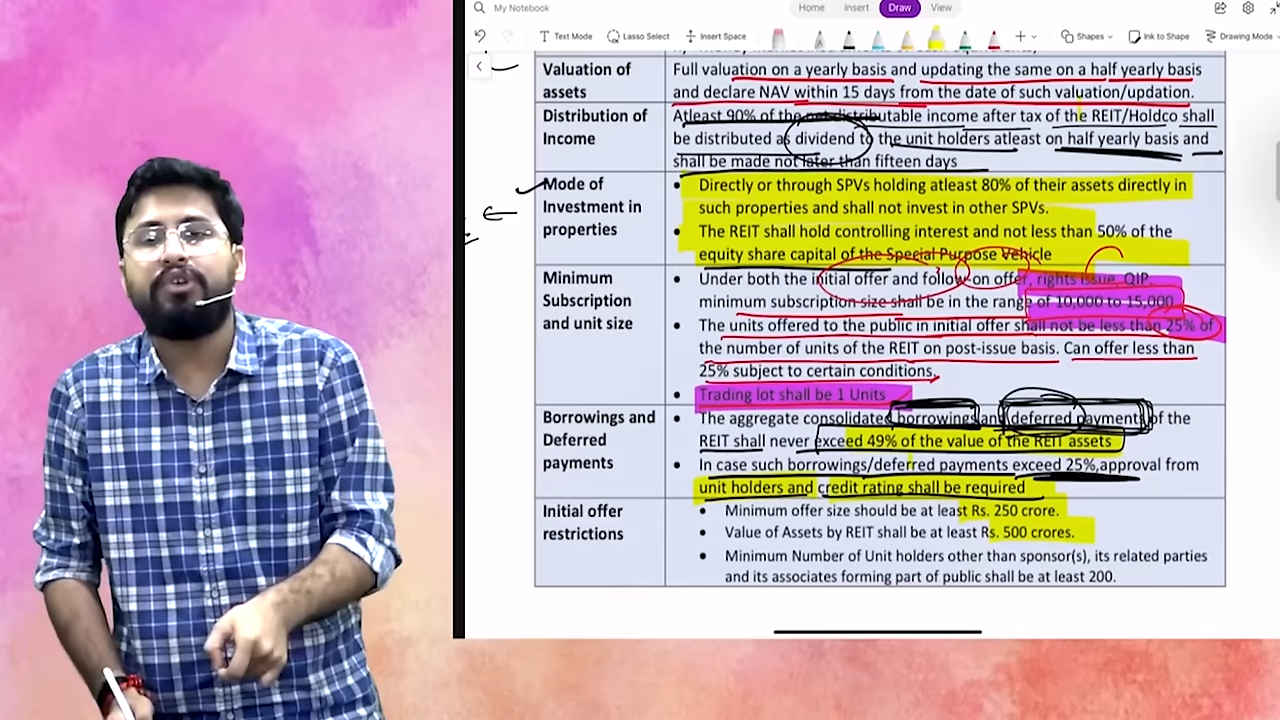 My Notebook
Home Insert Draw View
Text Mode Lasso Select Insert Space Shapes Ink to Shape Drawing Mode
Valuation of assets
Full valuation on a yearly basis and updating the same on a half yearly basis
and declare NAV within 15 days from the date of such valuation/updation.
Distribution of Income
Atleast 90% of the net distributable income after tax of the REIT/Holdco shall
be distributed as dividend to the unit holders atleast on half yearly basis and
shall be made not later than fifteen days
Mode of Investment in properties
• Directly or through SPVs holding atleast 80% of their assets directly in
such properties and shall not invest in other SPVs.
• The REIT shall hold controlling interest and not less than 50% of the
equity share capital of the Special Purpose Vehicle
Minimum Subscription and unit size
• Under both the initial offer and follow-on offer, rights issue, QIP.
minimum subscription size shall be in the range of 10,000 to 15,000
• The units offered to the public in initial offer shall not be less than 25% of
the number of units of the REIT on post-issue basis. Can offer less than
25% subject to certain conditions.
• Trading lot shall be 1 Units
Borrowings and Deferred payments
• The aggregate consolidated borrowings and deferred payments of the
REIT shall never exceed 49% of the value of the REIT assets
• In case such borrowings/deferred payments exceed 25%,approval from
unit holders and credit rating shall be required
Initial offer restrictions
• Minimum offer size should be at least Rs. 250 crore.
• Value of Assets by REIT shall be at least Rs. 500 crores.
• Minimum Number of Unit holders other than sponsor(s), its related parties
and its associates forming part of public shall be at least 200.